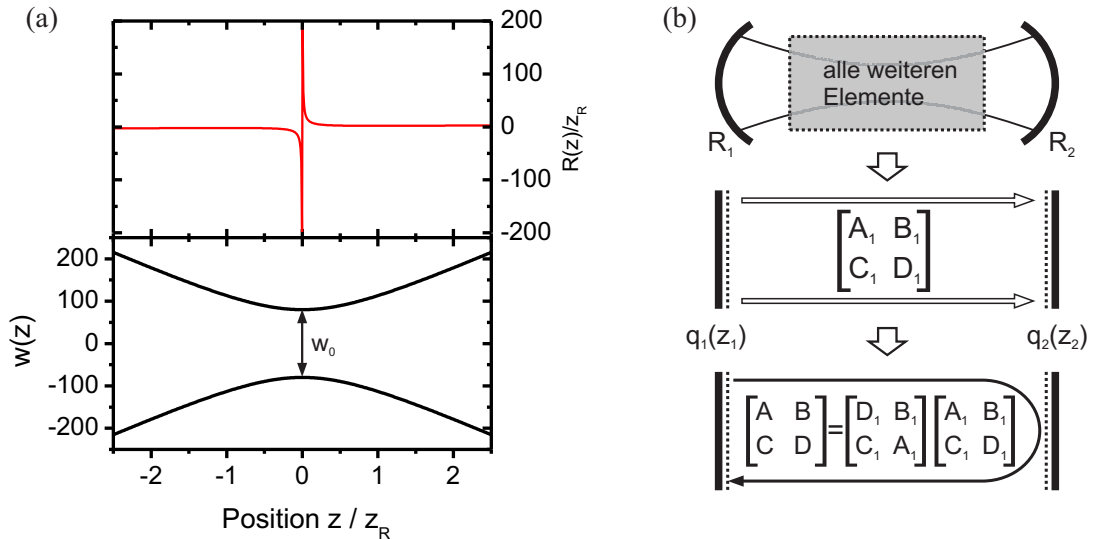 (a)
200
100
0
-100
-200
R(z)/z_R
200
100
0
-100
-200
w(z)
w_0
-2 -1 0 1 2
Position z / z_R
(b)
alle weiteren
Elemente
R_1 R_2
A_1 B_1
C_1 D_1
q_1(z_1) q_2(z_2)
[A B] = [D_1 B_1] [A_1 B_1]
[C D] [C_1 A_1] [C_1 D_1]